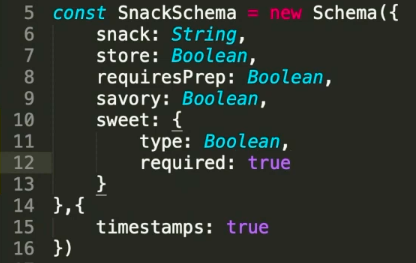 5 const SnackSchema = new Schema({
6     snack: String,
7     store: Boolean,
8     requiresPrep: Boolean,
9     savory: Boolean,
10     sweet: {
11         type: Boolean,
12         required: true
13     }
14 },{
15     timestamps: true
16 })